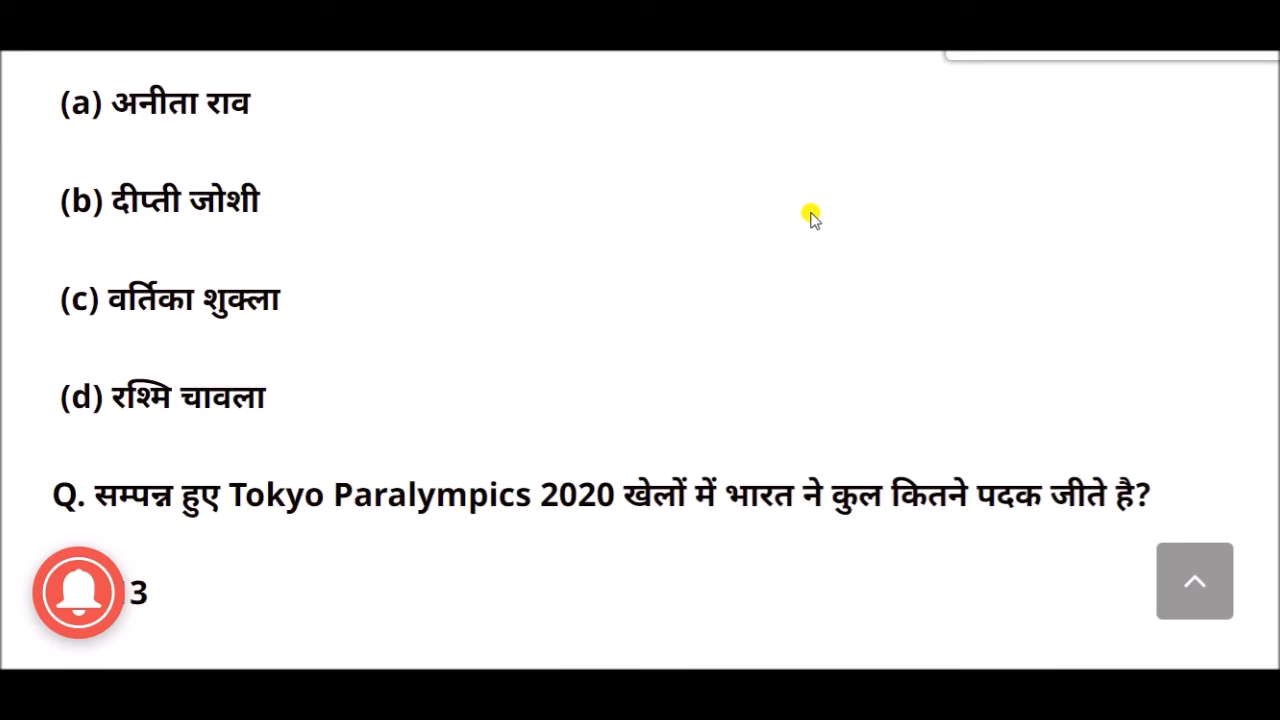 (a) अनीता राव
(b) दीप्ती जोशी
(c) वर्तिका शुक्ला
(d) रश्मि चावला
Q. सम्पन्न हुए Tokyo Paralympics 2020 खेलों में भारत ने कुल कितने पदक जीते है?